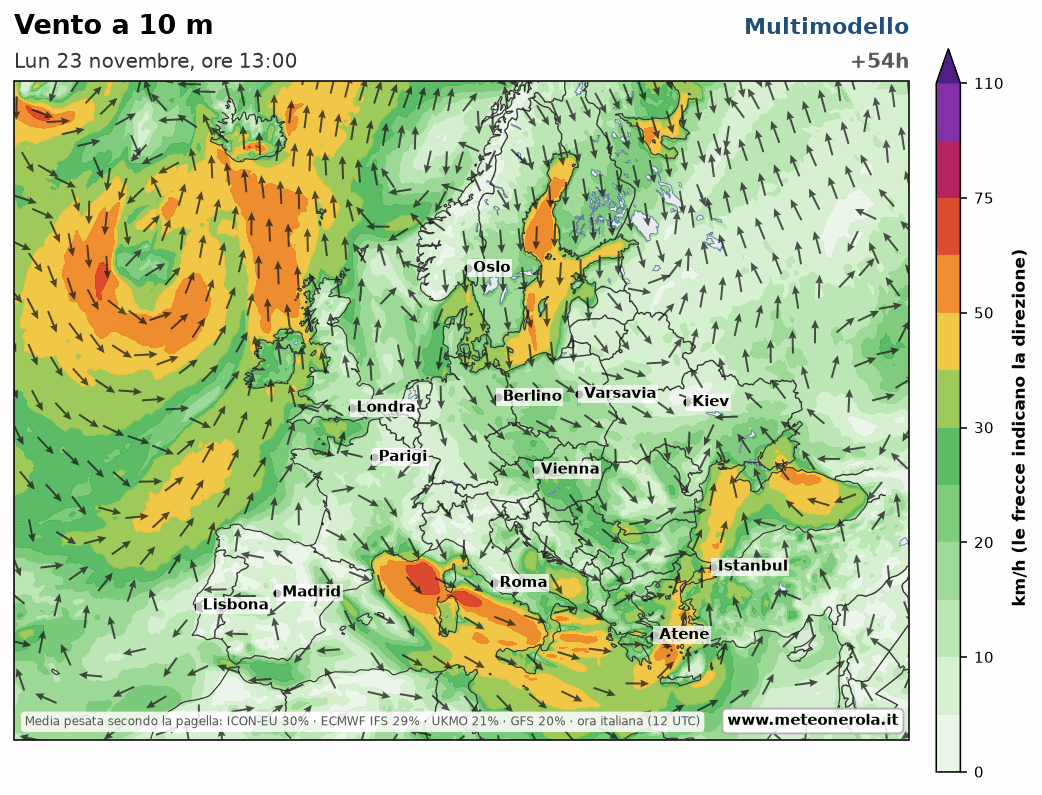 Vento a 10 m
Multimodello
Lun 23 novembre, ore 13:00
+54h
110
75
50
30
20
10
0
km/h (le frecce indicano la direzione)
Oslo
Berlino
Varsavia
Kiev
Londra
Parigi
Vienna
Istanbul
Roma
Madrid
Lisbona
Atene
Media pesata secondo la pagella: ICON-EU 30% · ECMWF IFS 29% · UKMO 21% · GFS 20% · ora italiana (12 UTC)
www.meteonerola.it